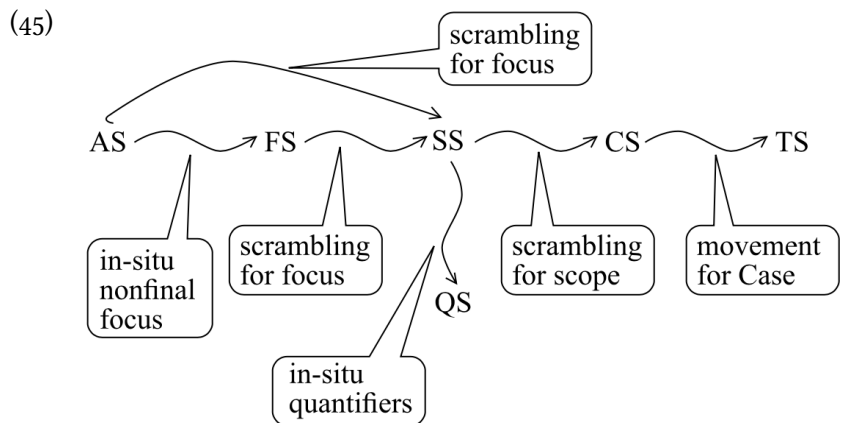 (45)
scrambling
for focus
AS FS SS CS TS
in-situ
nonfinal
focus
scrambling
for focus
scrambling
for scope
movement
for Case
QS
in-situ
quantifiers